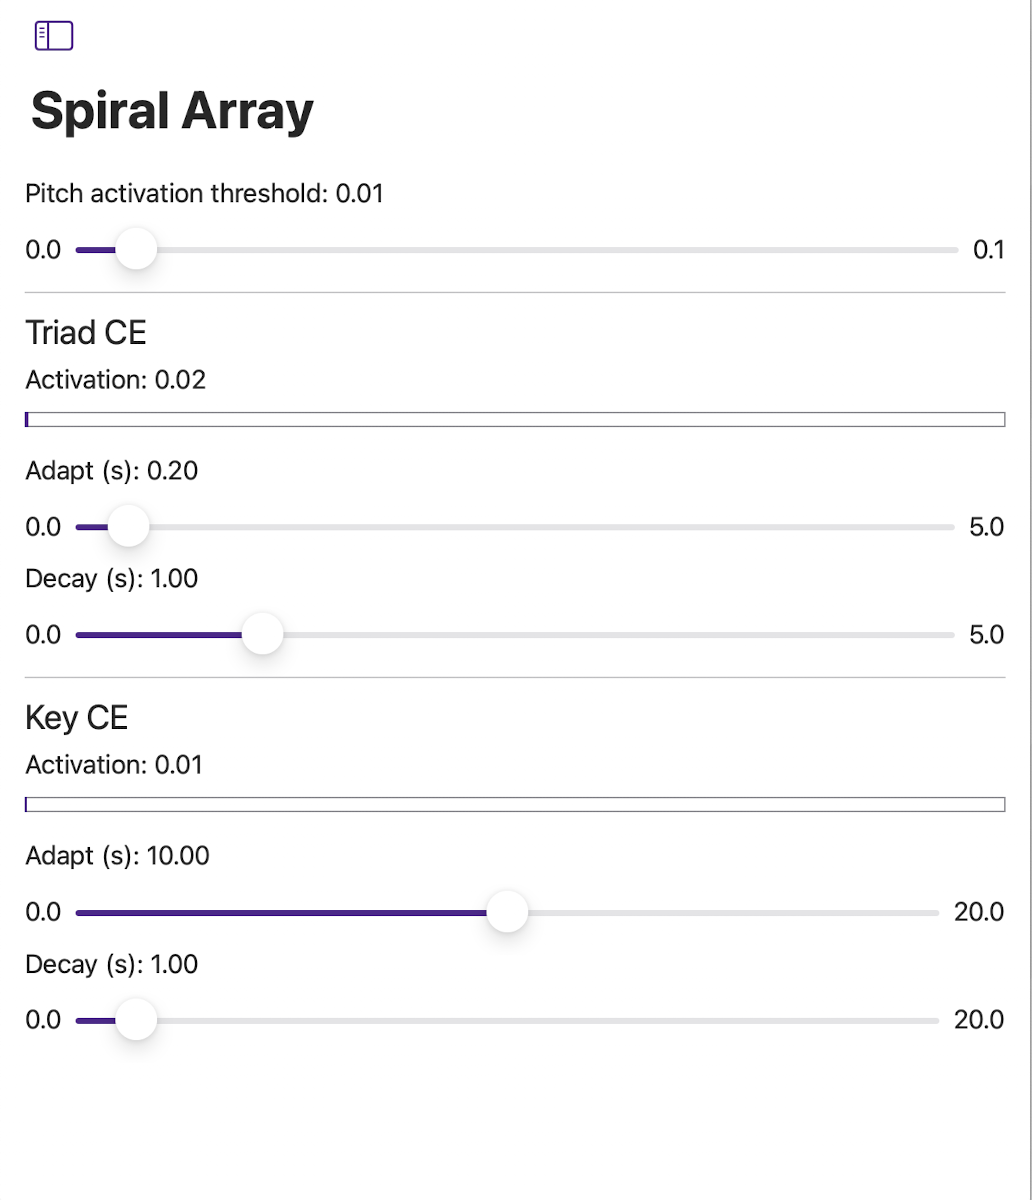 Spiral Array
Pitch activation threshold: 0.01
0.0 0.1
Triad CE
Activation: 0.02
Adapt (s): 0.20
0.0 5.0
Decay (s): 1.00
0.0 5.0
Key CE
Activation: 0.01
Adapt (s): 10.00
0.0 20.0
Decay (s): 1.00
0.0 20.0